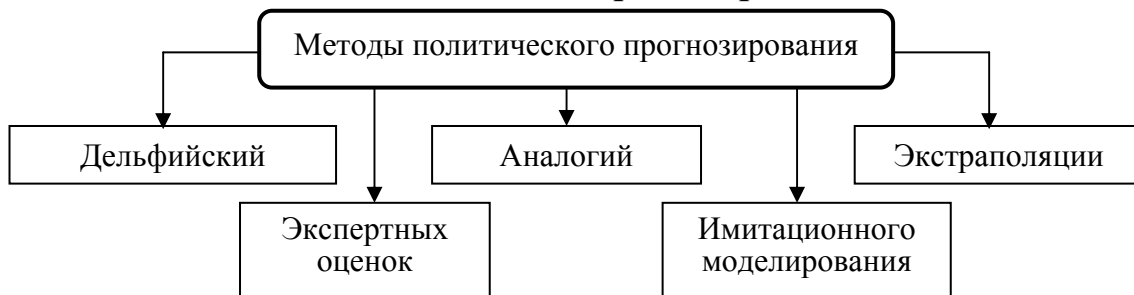 Методы политического прогнозирования
Дельфийский
Аналогий
Экстраполяции
Экспертных
оценок
Имитационного
моделирования